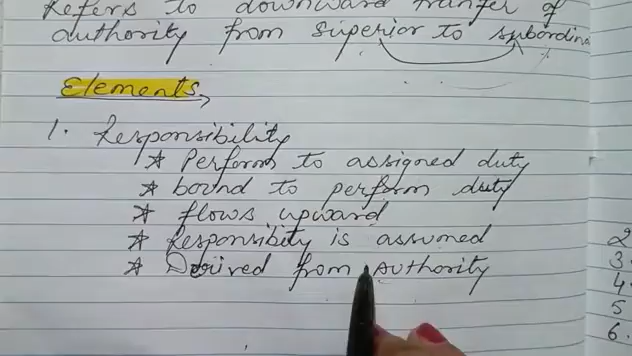 Refers to downward tranfer of
authority from superior to subordina
Elements
1. Responsibility
* Perform to assigned duty
* bound to perform duty
* flows upward
* Responsibity is assumed
* Derived from Authority
2
3.
4.
5
6.